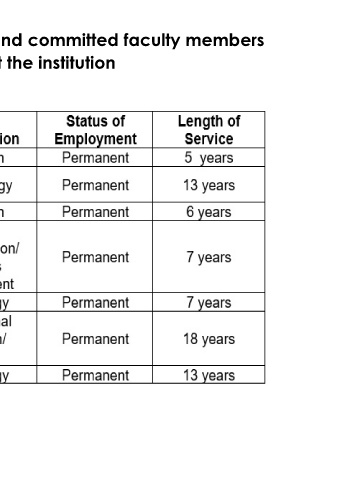 nd committed faculty members
t the institution
Status of Length of
ion Employment Service
n Permanent 5 years
gy Permanent 13 years
n Permanent 6 years
on/
Permanent 7 years
s
ent
gy Permanent 7 years
al
n/ Permanent 18 years
gy Permanent 13 years